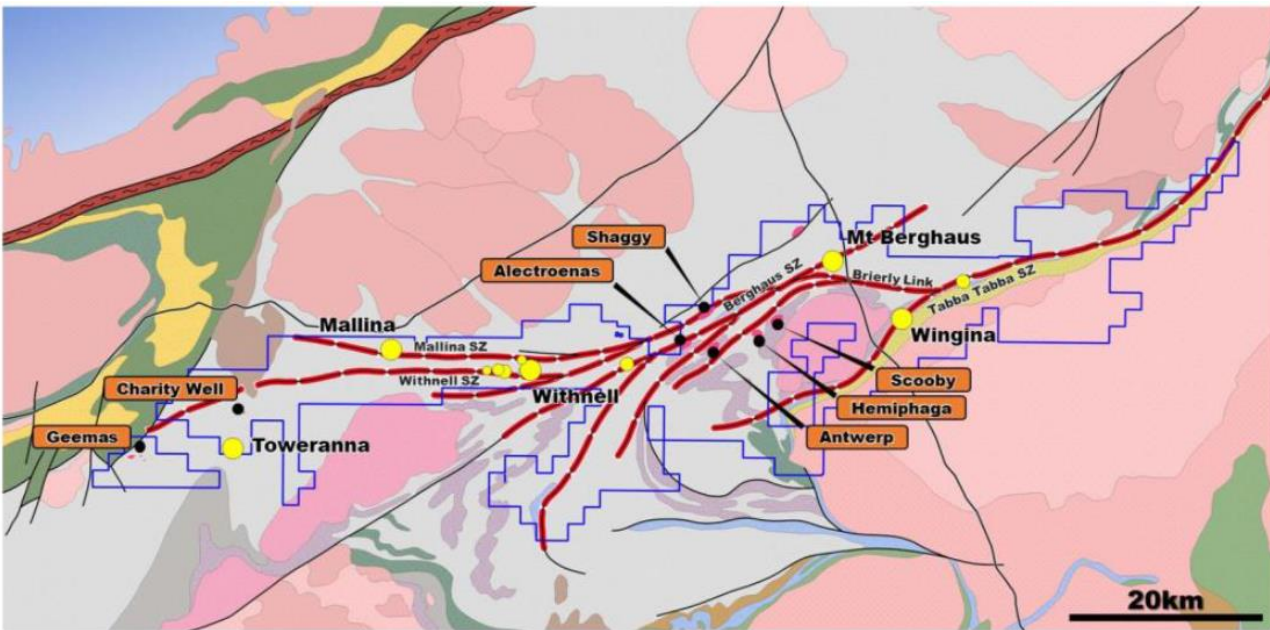 Shaggy
Mt Berghaus
Alectroenas
Berghaus SZ
Brierly Link
Tabba Tabba SZ
Mallina
Mallina SZ
Wingina
Withnell SZ
Charity Well
Withnell
Scooby
Hemiphaga
Geemas
Toweranna
Antwerp
20km